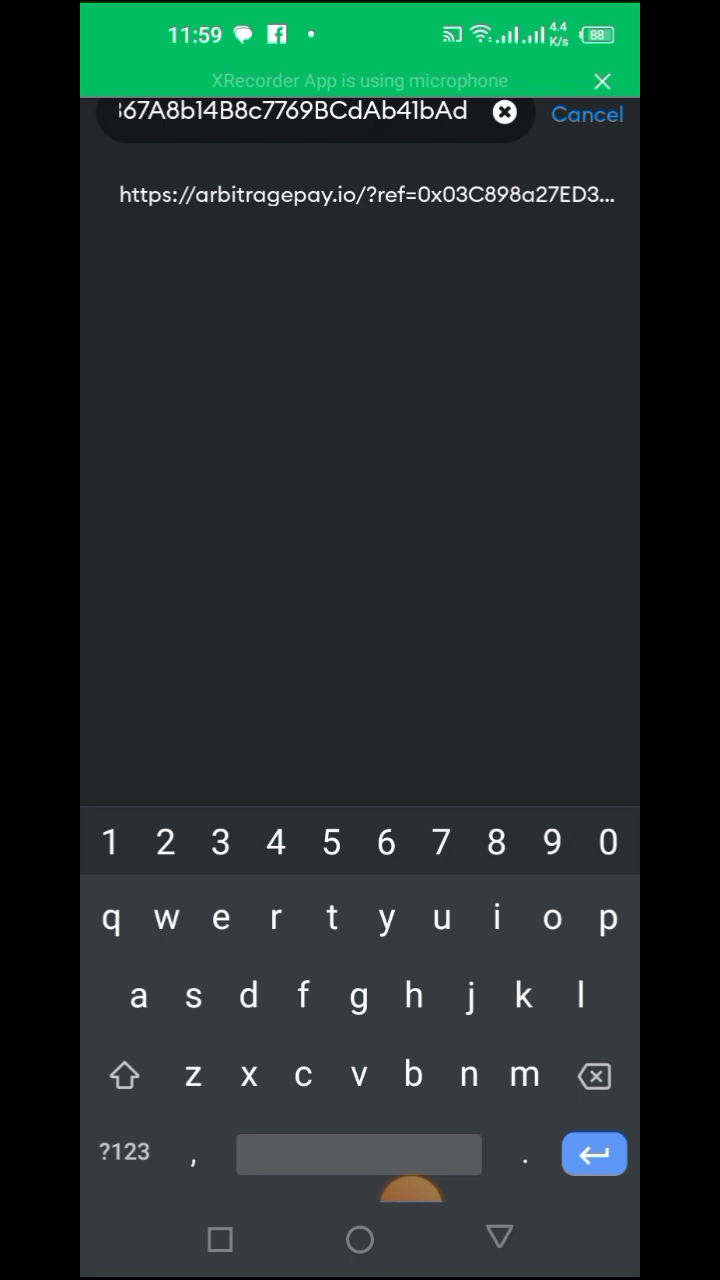 11:59
4.4
K/s
88
XRecorder App is using microphone
67A8b14B8c7769BCdAb41bAd
Cancel
https://arbitragepay.io/?ref=0x03C898a27ED3...
1 2 3 4 5 6 7 8 9 0
q w e r t y u i o p
a s d f g h j k l
z x c v b n m
?123 , .